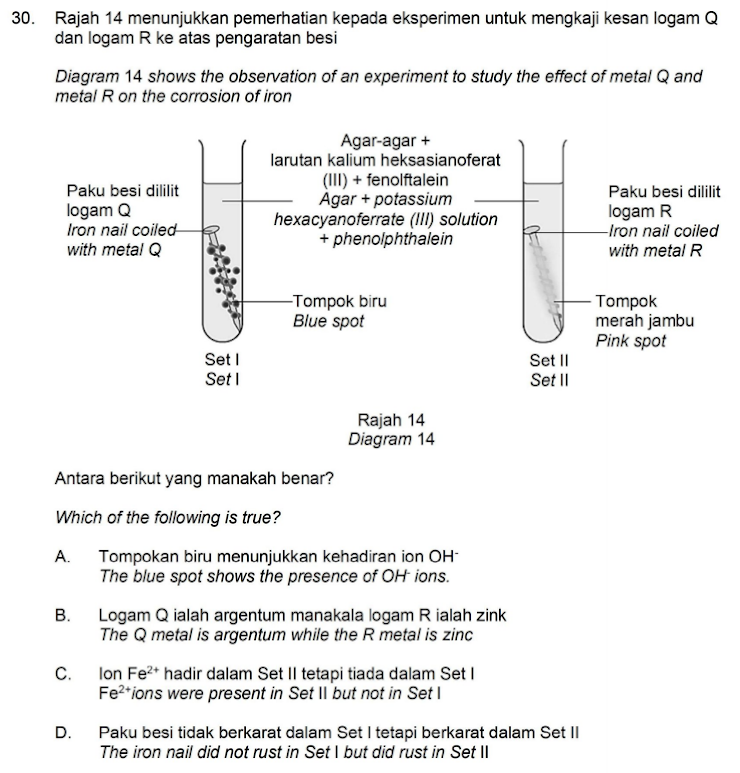 30. Rajah 14 menunjukkan pemerhatian kepada eksperimen untuk mengkaji kesan logam Q
dan logam R ke atas pengaratan besi
Diagram 14 shows the observation of an experiment to study the effect of metal Q and
metal R on the corrosion of iron
Agar-agar +
larutan kalium heksasianoferat
(III) + fenolftalein
Agar + potassium
hexacyanoferrate (III) solution
+ phenolphthalein
Paku besi dililit
logam Q
Iron nail coiled
with metal Q
Paku besi dililit
logam R
Iron nail coiled
with metal R
Tompok biru
Blue spot
Tompok
merah jambu
Pink spot
Set I
Set I
Set II
Set II
Rajah 14
Diagram 14
Antara berikut yang manakah benar?
Which of the following is true?
A. Tompokan biru menunjukkan kehadiran ion OH⁻
The blue spot shows the presence of OH⁻ ions.
B. Logam Q ialah argentum manakala logam R ialah zink
The Q metal is argentum while the R metal is zinc
C. Ion Fe²⁺ hadir dalam Set II tetapi tiada dalam Set I
Fe²⁺ions were present in Set II but not in Set I
D. Paku besi tidak berkarat dalam Set I tetapi berkarat dalam Set II
The iron nail did not rust in Set I but did rust in Set II